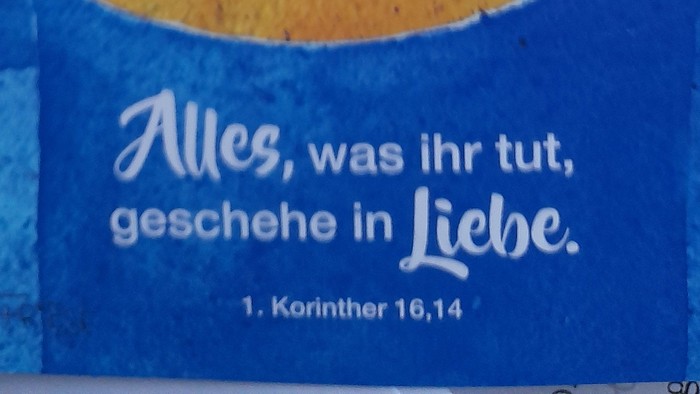 Alles, was ihr tut,
geschehe in Liebe.
1. Korinther 16,14